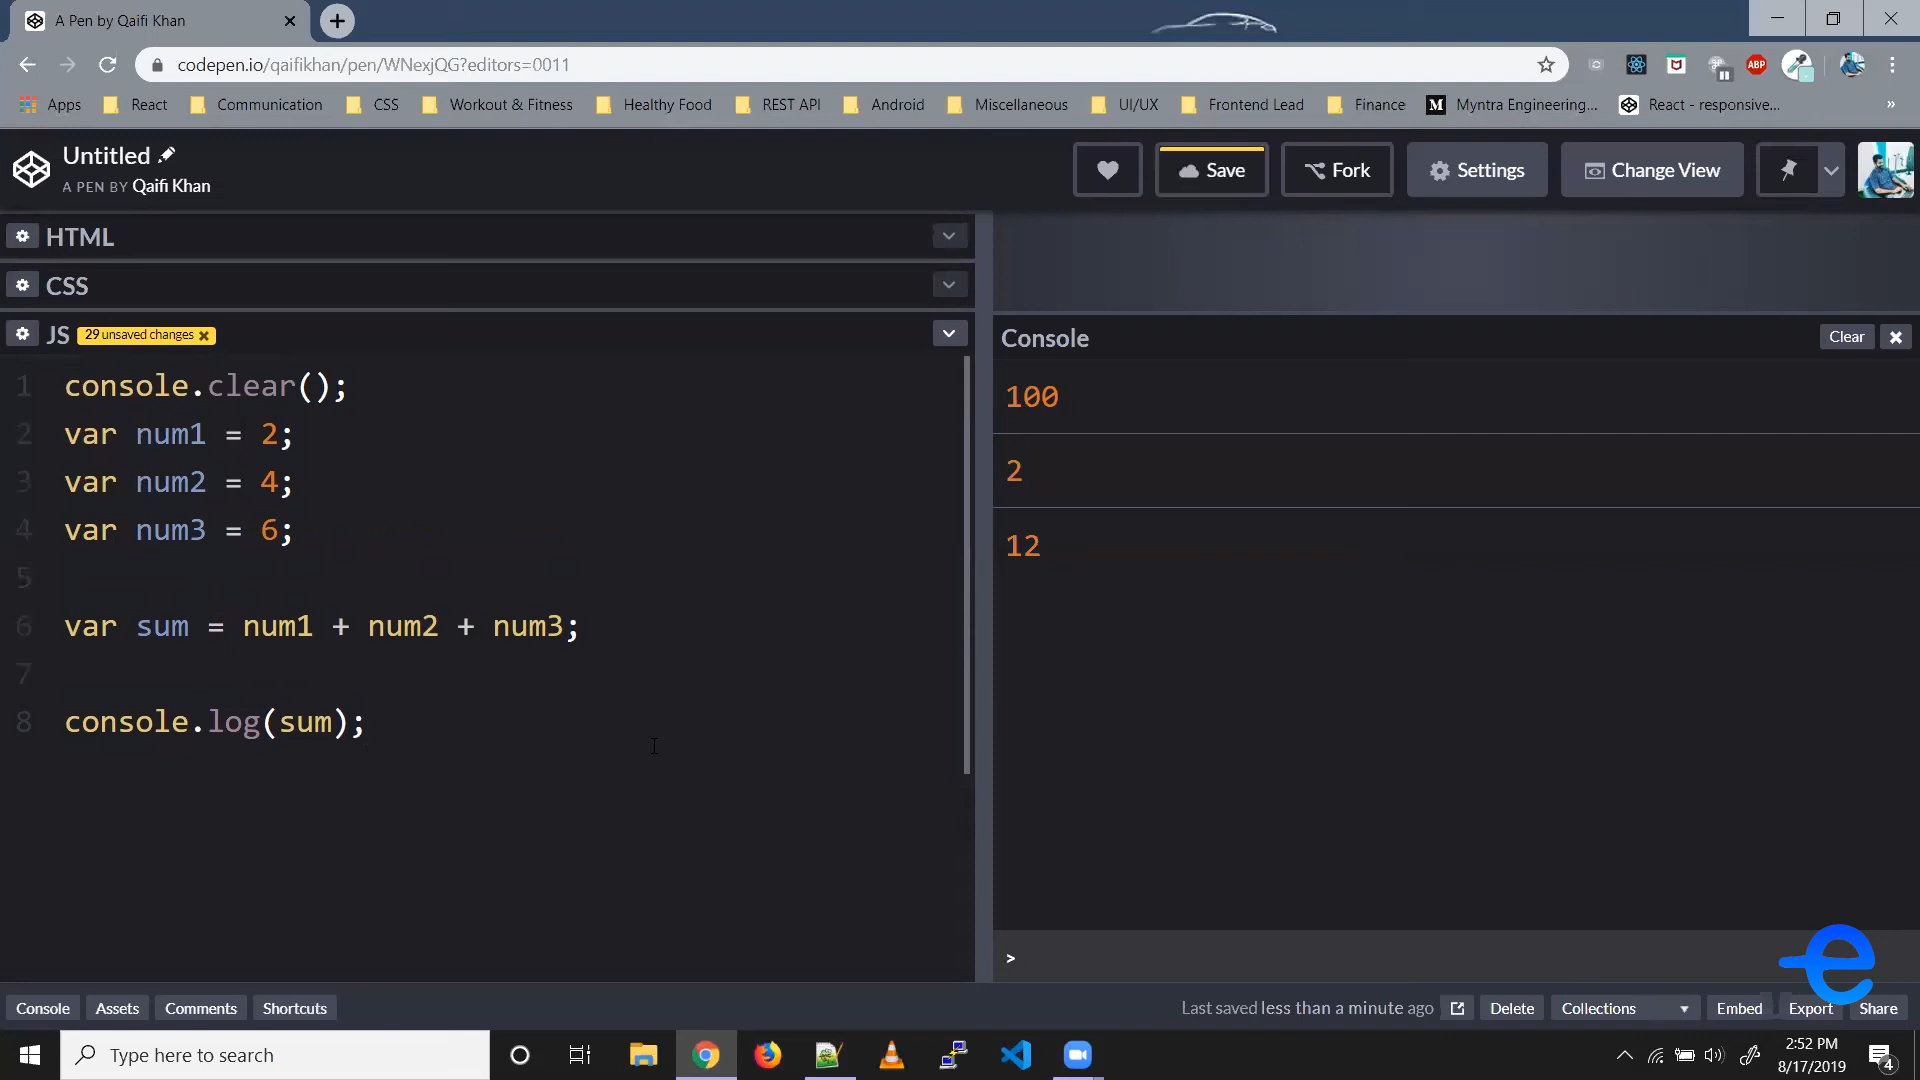 A Pen by Qaifi Khan
codepen.io/qaifikhan/pen/WNexjQG?editors=0011
ABP
Apps React Communication CSS Workout & Fitness Healthy Food REST API Android Miscellaneous UI/UX Frontend Lead Finance M Myntra Engineering... React - responsive... »
Untitled
A PEN BY Qaifi Khan
Save Fork Settings Change View
HTML
CSS
JS 29 unsaved changes ×
1 console.clear();
2 var num1 = 2;
3 var num2 = 4;
4 var num3 = 6;
5
6 var sum = num1 + num2 + num3;
7
8 console.log(sum);
Console Clear
100
2
12
>
e
Console Assets Comments Shortcuts
Last saved less than a minute ago Delete Collections Embed Export Share
Type here to search
2:52 PM
8/17/2019
4